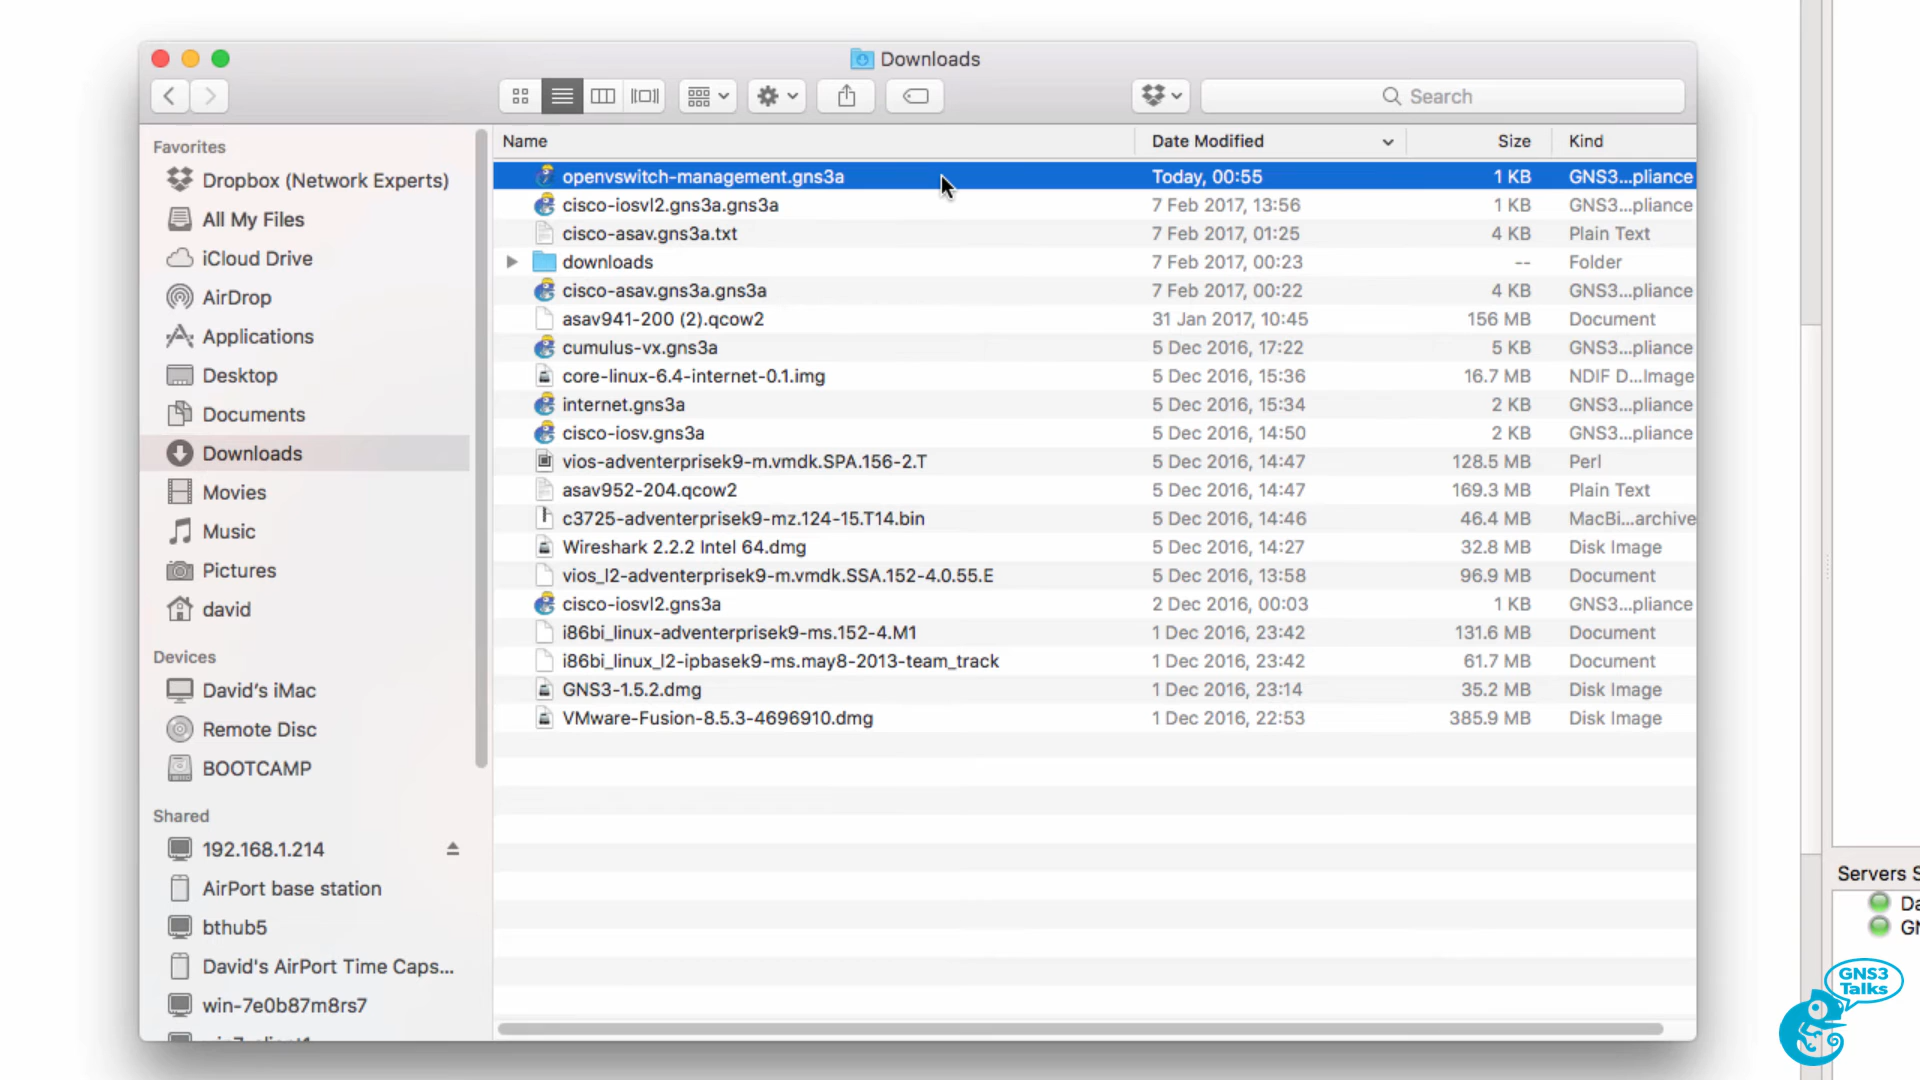 Downloads
Search
Favorites
Dropbox (Network Experts)
All My Files
iCloud Drive
AirDrop
Applications
Desktop
Documents
Downloads
Movies
Music
Pictures
david
Devices
David's iMac
Remote Disc
BOOTCAMP
Shared
192.168.1.214
AirPort base station
bthub5
David's AirPort Time Caps...
win-7e0b87m8rs7
Name Date Modified Size Kind
openvswitch-management.gns3a Today, 00:55 1 KB GNS3...pliance
cisco-iosvl2.gns3a.gns3a 7 Feb 2017, 13:56 1 KB GNS3...pliance
cisco-asav.gns3a.txt 7 Feb 2017, 01:25 4 KB Plain Text
downloads 7 Feb 2017, 00:23 -- Folder
cisco-asav.gns3a.gns3a 7 Feb 2017, 00:22 4 KB GNS3...pliance
asav941-200 (2).qcow2 31 Jan 2017, 10:45 156 MB Document
cumulus-vx.gns3a 5 Dec 2016, 17:22 5 KB GNS3...pliance
core-linux-6.4-internet-0.1.img 5 Dec 2016, 15:36 16.7 MB NDIF D...Image
internet.gns3a 5 Dec 2016, 15:34 2 KB GNS3...pliance
cisco-iosv.gns3a 5 Dec 2016, 14:50 2 KB GNS3...pliance
vios-adventerprisek9-m.vmdk.SPA.156-2.T 5 Dec 2016, 14:47 128.5 MB Perl
asav952-204.qcow2 5 Dec 2016, 14:47 169.3 MB Plain Text
c3725-adventerprisek9-mz.124-15.T14.bin 5 Dec 2016, 14:46 46.4 MB MacBi...archive
Wireshark 2.2.2 Intel 64.dmg 5 Dec 2016, 14:27 32.8 MB Disk Image
vios_l2-adventerprisek9-m.vmdk.SSA.152-4.0.55.E 5 Dec 2016, 13:58 96.9 MB Document
cisco-iosvl2.gns3a 2 Dec 2016, 00:03 1 KB GNS3...pliance
i86bi_linux-adventerprisek9-ms.152-4.M1 1 Dec 2016, 23:42 131.6 MB Document
i86bi_linux_l2-ipbasek9-ms.may8-2013-team_track 1 Dec 2016, 23:42 61.7 MB Document
GNS3-1.5.2.dmg 1 Dec 2016, 23:14 35.2 MB Disk Image
VMware-Fusion-8.5.3-4696910.dmg 1 Dec 2016, 22:53 385.9 MB Disk Image
Servers S
Da
GN
GNS3
Talks